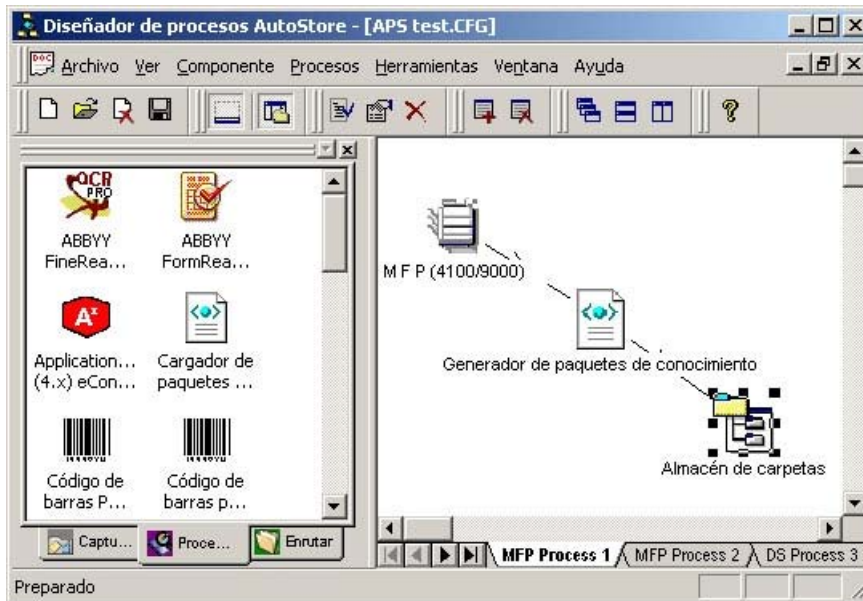 Diseñador de procesos AutoStore - [APS test.CFG]
Archivo Ver Componente Procesos Herramientas Ventana Ayuda
OCR PRO
ABBYY FineRea...
ABBYY FormRea...
Application... (4.x) eCon...
Cargador de paquetes ...
Código de barras P...
Código de barras p...
Captu... Proce... Enrutar
M F P (4100/9000)
Generador de paquetes de conocimiento
Almacén de carpetas
MFP Process 1 MFP Process 2 DS Process 3
Preparado